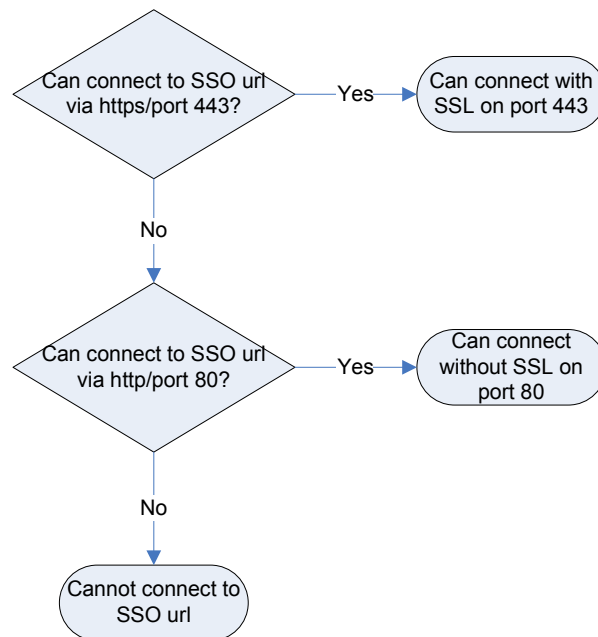 Can connect to SSO url
via https/port 443?
Yes
Can connect with
SSL on port 443
No
Can connect to SSO url
via http/port 80?
Yes
Can connect
without SSL on
port 80
No
Cannot connect to
SSO url